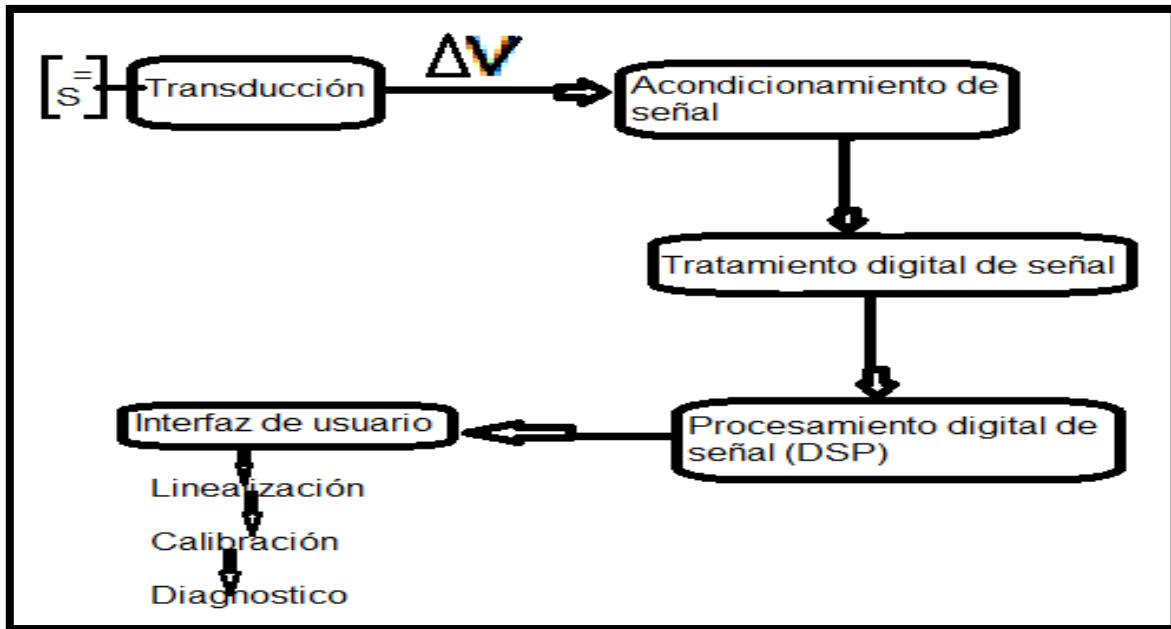 [S̿]
Transducción
ΔV
Acondicionamiento de
señal
Tratamiento digital de señal
Procesamiento digital de
señal (DSP)
Interfaz de usuario
Linealización
Calibración
Diagnostico